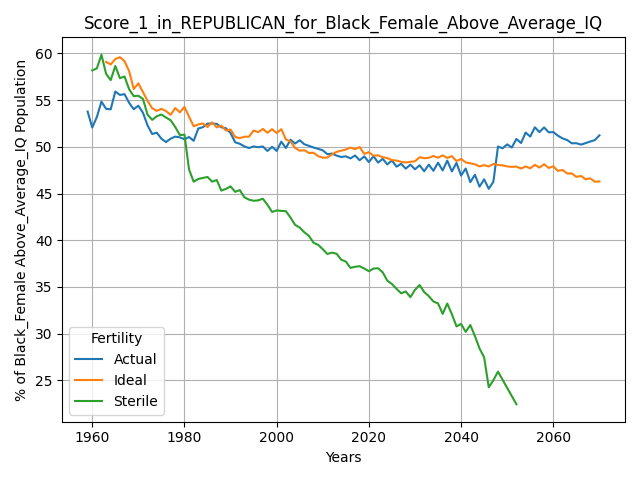 Score_1_in_REPUBLICAN_for_Black_Female_Above_Average_IQ
% of Black_Female Above_Average_IQ Population
60
55
50
45
40
35
30
25
Fertility
Actual
Ideal
Sterile
1960 1980 2000 2020 2040 2060
Years